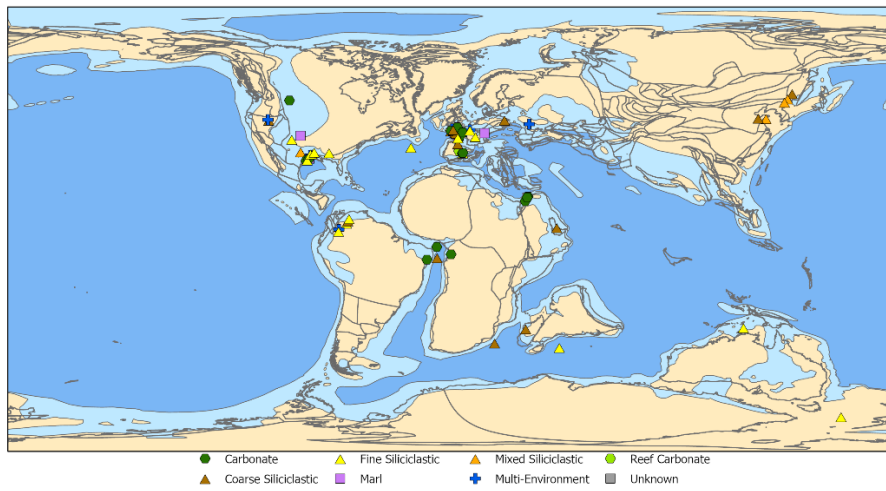 Carbonate Fine Siliciclastic Mixed Siliciclastic Reef Carbonate
Coarse Siliciclastic Marl Multi-Environment Unknown